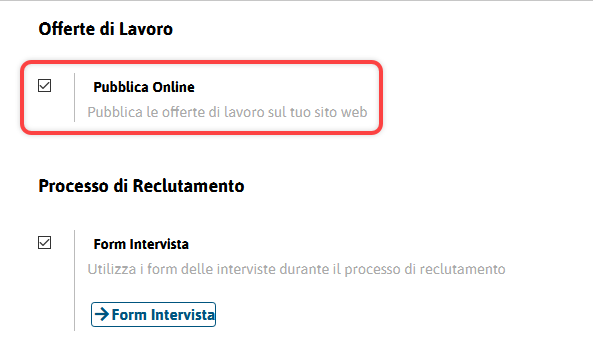 Offerte di Lavoro
Pubblica Online
Pubblica le offerte di lavoro sul tuo sito web
Processo di Reclutamento
Form Intervista
Utilizza i form delle interviste durante il processo di reclutamento
Form Intervista